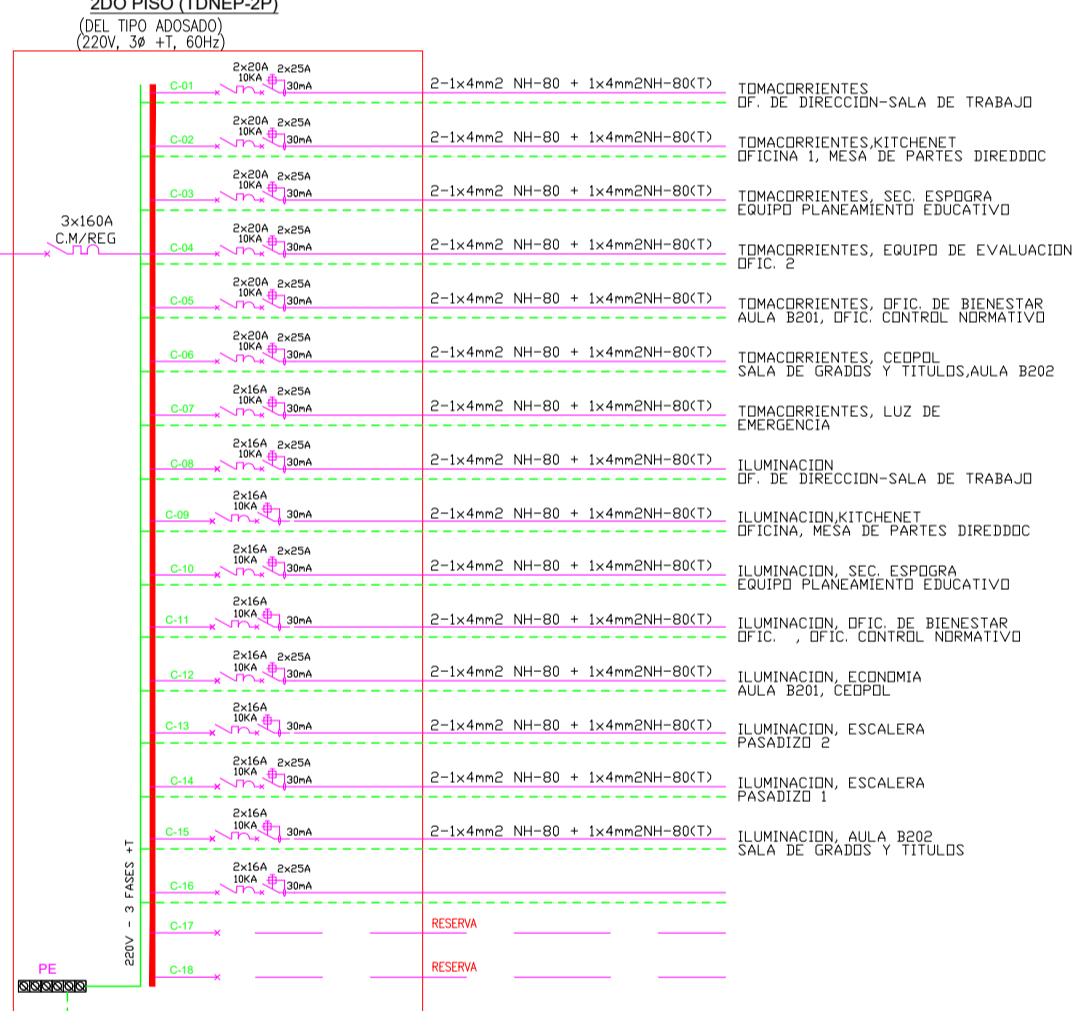 2DO PISO (TDNEP-2P)
(DEL TIPO ADOSADO)
(220V, 3Ø +T, 60Hz)
3x160A
C.M/REG
C-01
2x20A 2x25A
10KA
30mA
2-1x4mm2 NH-80 + 1x4mm2NH-80(T)
TOMACORRIENTES
OF. DE DIRECCION-SALA DE TRABAJO
C-02
2x20A 2x25A
10KA
30mA
2-1x4mm2 NH-80 + 1x4mm2NH-80(T)
TOMACORRIENTES,KITCHENET
OFICINA 1, MESA DE PARTES DIREDDOC
C-03
2x20A 2x25A
10KA
30mA
2-1x4mm2 NH-80 + 1x4mm2NH-80(T)
TOMACORRIENTES, SEC. ESPOGRA
EQUIPO PLANEAMIENTO EDUCATIVO
C-04
2x20A 2x25A
10KA
30mA
2-1x4mm2 NH-80 + 1x4mm2NH-80(T)
TOMACORRIENTES, EQUIPO DE EVALUACION
OFIC. 2
C-05
2x20A 2x25A
10KA
30mA
2-1x4mm2 NH-80 + 1x4mm2NH-80(T)
TOMACORRIENTES, OFIC. DE BIENESTAR
AULA B201, OFIC. CONTROL NORMATIVO
C-06
2x20A 2x25A
10KA
30mA
2-1x4mm2 NH-80 + 1x4mm2NH-80(T)
TOMACORRIENTES, CEOPOL
SALA DE GRADOS Y TITULOS,AULA B202
C-07
2x16A 2x25A
10KA
30mA
2-1x4mm2 NH-80 + 1x4mm2NH-80(T)
TOMACORRIENTES, LUZ DE
EMERGENCIA
C-08
2x16A 2x25A
10KA
30mA
2-1x4mm2 NH-80 + 1x4mm2NH-80(T)
ILUMINACION
OF. DE DIRECCION-SALA DE TRABAJO
C-09
2x16A
10KA
30mA
2-1x4mm2 NH-80 + 1x4mm2NH-80(T)
ILUMINACION,KITCHENET
OFICINA, MESA DE PARTES DIREDDOC
C-10
2x16A 2x25A
10KA
30mA
2-1x4mm2 NH-80 + 1x4mm2NH-80(T)
ILUMINACION, SEC. ESPOGRA
EQUIPO PLANEAMIENTO EDUCATIVO
C-11
2x16A
10KA
30mA
2-1x4mm2 NH-80 + 1x4mm2NH-80(T)
ILUMINACION, OFIC. DE BIENESTAR
OFIC. , OFIC. CONTROL NORMATIVO
C-12
2x16A 2x25A
10KA
30mA
2-1x4mm2 NH-80 + 1x4mm2NH-80(T)
ILUMINACION, ECONOMIA
AULA B201, CEOPOL
C-13
2x16A
10KA
30mA
2-1x4mm2 NH-80 + 1x4mm2NH-80(T)
ILUMINACION, ESCALERA
PASADIZO 2
C-14
2x16A 2x25A
10KA
30mA
2-1x4mm2 NH-80 + 1x4mm2NH-80(T)
ILUMINACION, ESCALERA
PASADIZO 1
C-15
2x16A
10KA
30mA
2-1x4mm2 NH-80 + 1x4mm2NH-80(T)
ILUMINACION, AULA B202
SALA DE GRADOS Y TITULOS
C-16
2x16A 2x25A
10KA
30mA
C-17
RESERVA
C-18
RESERVA
220V - 3 FASES +T
PE